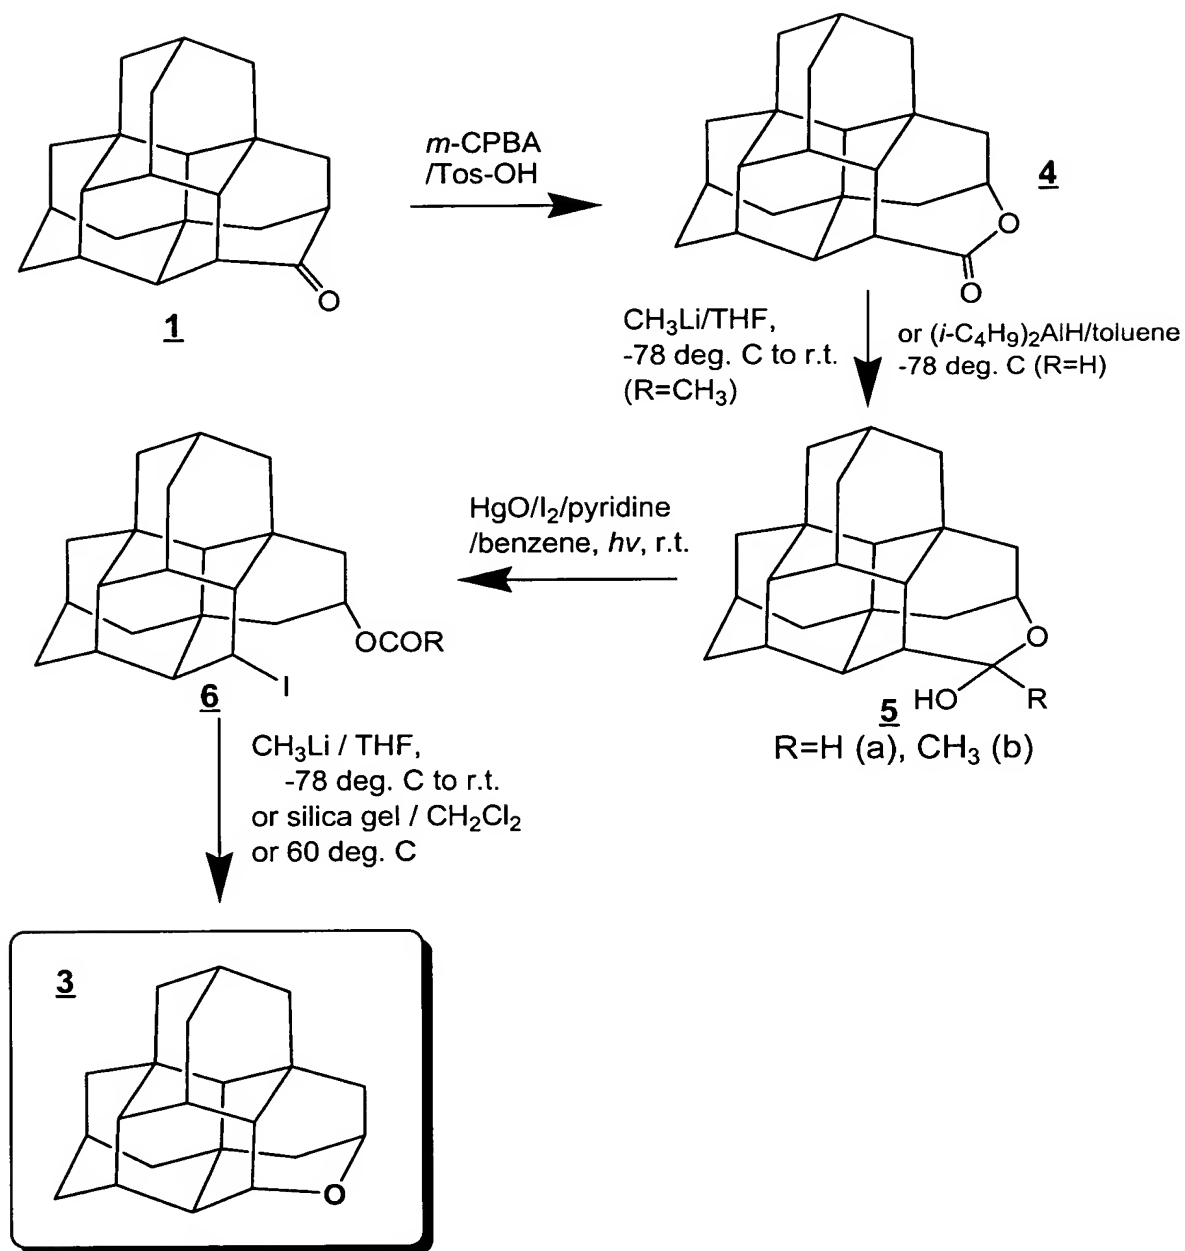 m-CPBA
/Tos-OH
O
1
4
O
O
CH₃Li/THF,
-78 deg. C to r.t.
(R=CH₃)
or (i-C₄H₉)₂AlH/toluene
-78 deg. C (R=H)
HgO/I₂/pyridine
/benzene, hv, r.t.
OCOR
I
6
O
HO
R
5
R=H (a), CH₃ (b)
CH₃Li / THF,
-78 deg. C to r.t.
or silica gel / CH₂Cl₂
or 60 deg. C
3
O